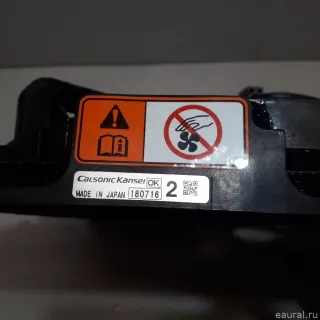 Calsonic Kansei OK 2
MADE IN JAPAN 180716
eaural.ru